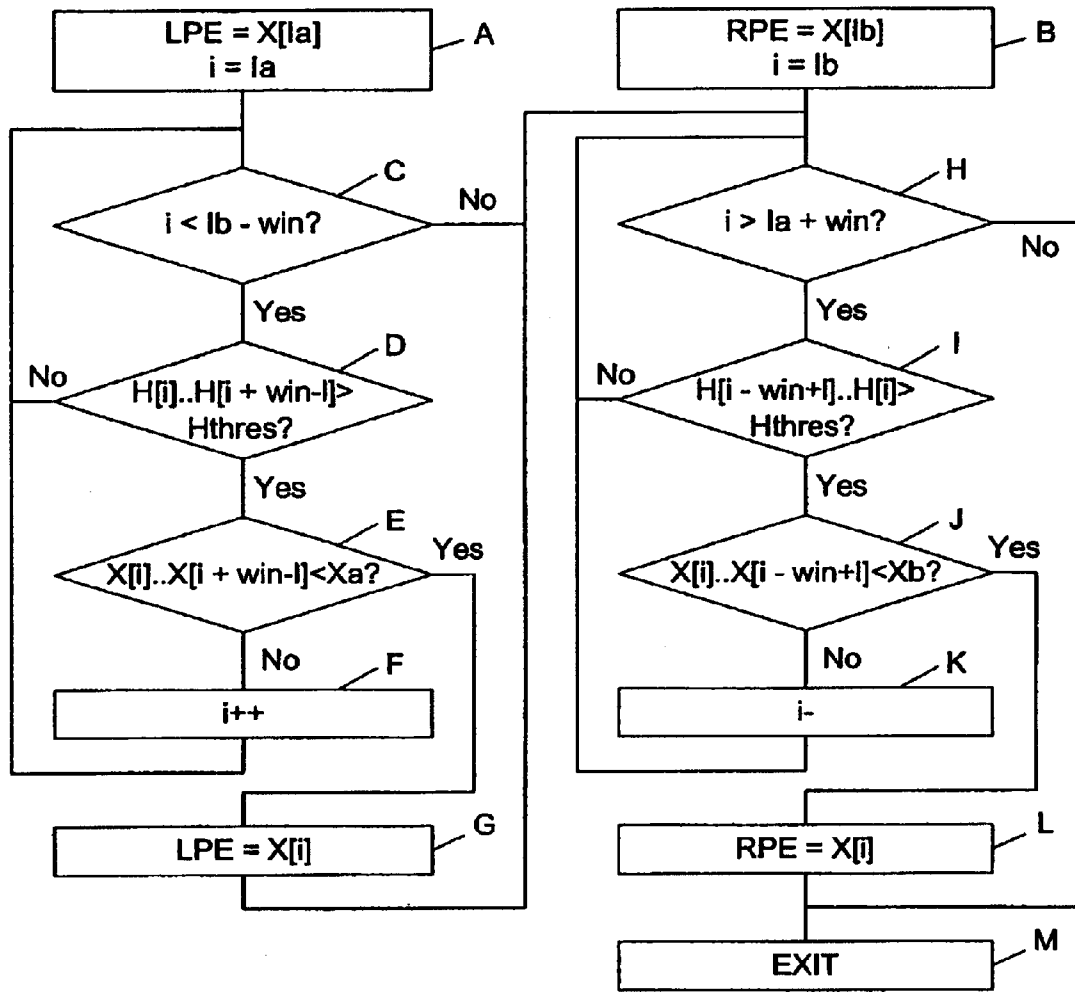 LPE = X[Ia]
i = Ia
A
i < Ib - win?
C
No
Yes
H[i]..H[i + win-I]>
Hthres?
D
No
Yes
X[i]..X[i + win-I]<Xa?
E
Yes
No
i++
F
LPE = X[i]
G
RPE = X[Ib]
i = Ib
B
i > Ia + win?
H
No
Yes
H[i - win+I]..H[i]>
Hthres?
I
No
Yes
X[i]..X[i - win+I]<Xb?
J
Yes
No
i-
K
RPE = X[i]
L
EXIT
M